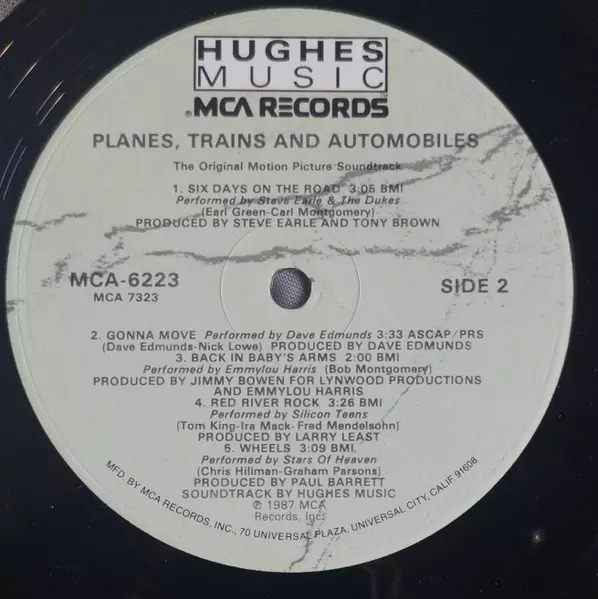 HUGHES
MUSIC
®MCA RECORDS™
PLANES, TRAINS AND AUTOMOBILES
The Original Motion Picture Soundtrack
1. SIX DAYS ON THE ROAD 3:05 BMI
Performed by Steve Earle & The Dukes
(Earl Green-Carl Montgomery)
PRODUCED BY STEVE EARLE AND TONY BROWN
MCA-6223
MCA 7323
SIDE 2
2. GONNA MOVE Performed by Dave Edmunds 3:33 ASCAP/PRS
(Dave Edmunds-Nick Lowe) PRODUCED BY DAVE EDMUNDS
3. BACK IN BABY'S ARMS 2:00 BMI
Performed by Emmylou Harris (Bob Montgomery)
PRODUCED BY JIMMY BOWEN FOR LYNWOOD PRODUCTIONS
AND EMMYLOU HARRIS
4. RED RIVER ROCK 3:26 BMI
Performed by Silicon Teens
(Tom King-Ira Mack-Fred Mendelsohn)
PRODUCED BY LARRY LEAST
5. WHEELS 3:09 BMI
Performed by Stars Of Heaven
(Chris Hillman-Graham Parsons)
PRODUCED BY PAUL BARRETT
SOUNDTRACK BY HUGHES MUSIC
℗ 1987 MCA
Records, Inc.
MFD. BY MCA RECORDS, INC., 70 UNIVERSAL PLAZA, UNIVERSAL CITY, CALIF 91608